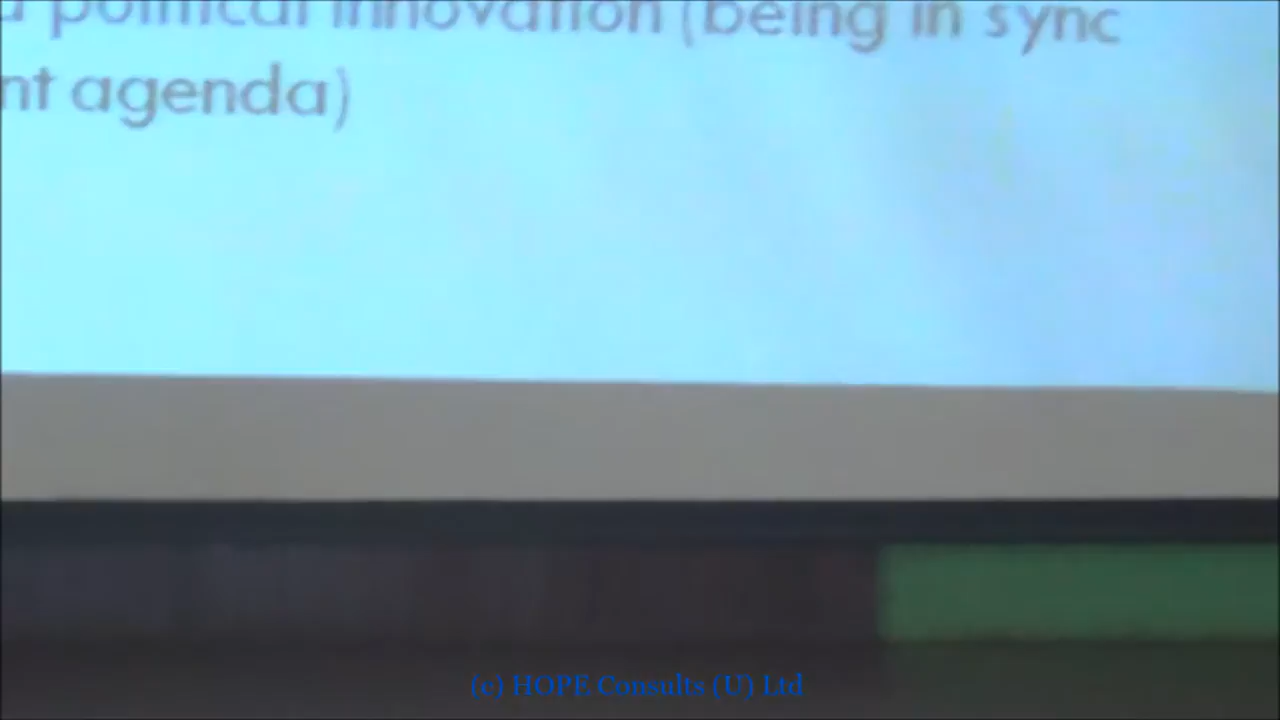 political innovation (being in sync
nt agenda)
(c) HOPE Consults (U) Ltd